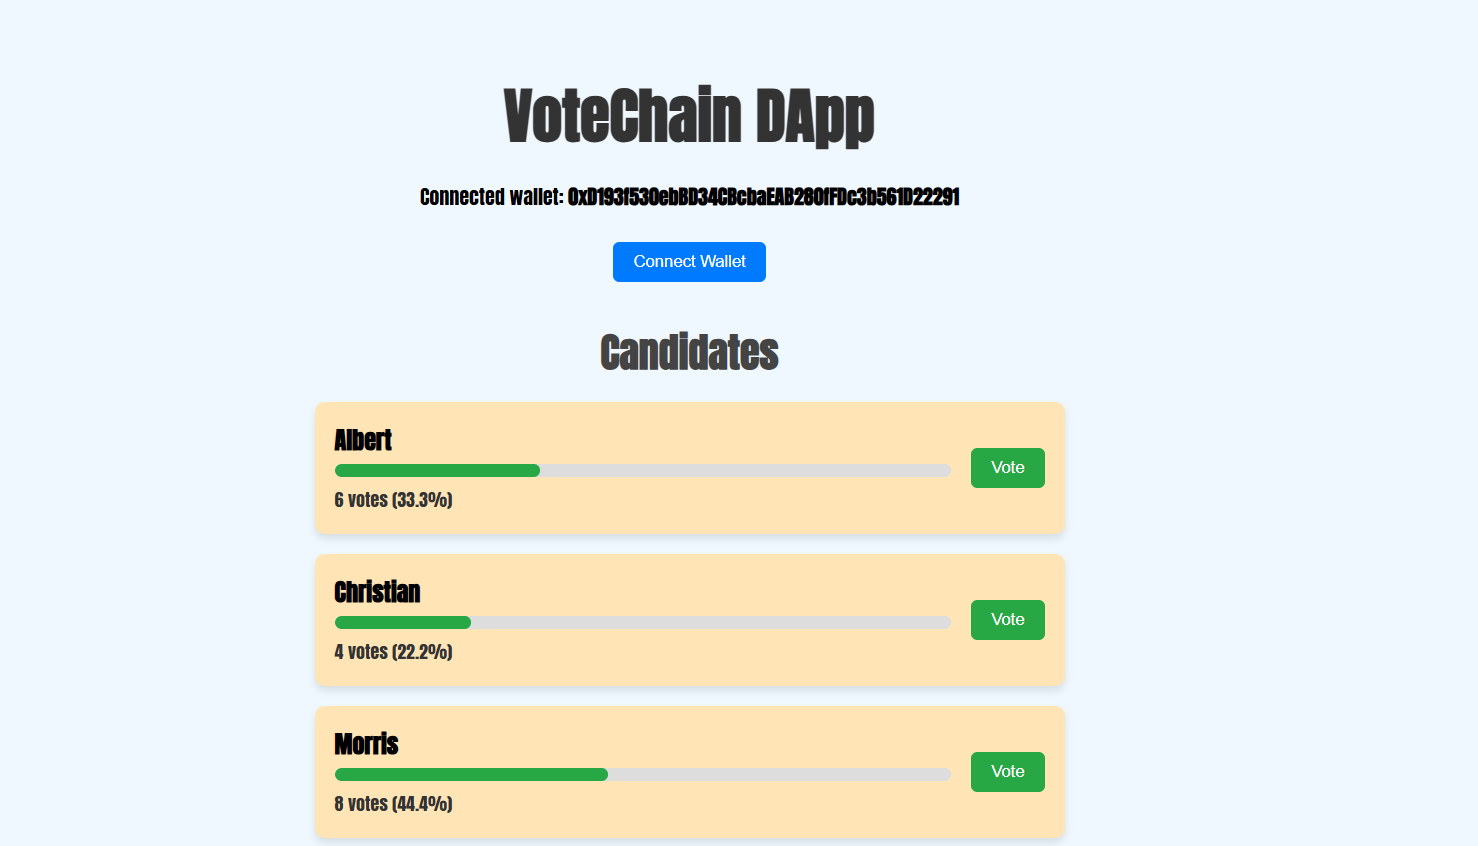 VoteChain DApp
Connected wallet: 0xD193f530ebBD34CBcbaEAB280fFDc3b561D22291
Connect Wallet
Candidates
Albert
6 votes (33.3%)
Vote
Christian
4 votes (22.2%)
Vote
Morris
8 votes (44.4%)
Vote